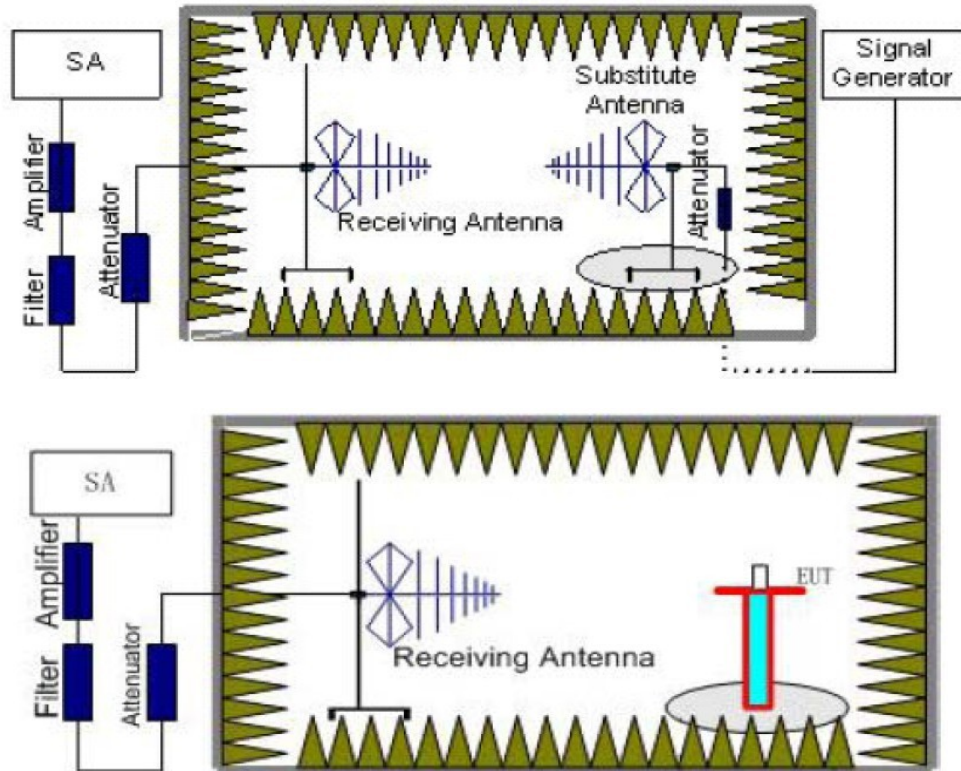 SA
Signal
Generator
Substitute
Antenna
Amplifier
Filter
Attenuator
Attenuator
Receiving Antenna
SA
Amplifier
Filter
Attenuator
EUT
Receiving Antenna